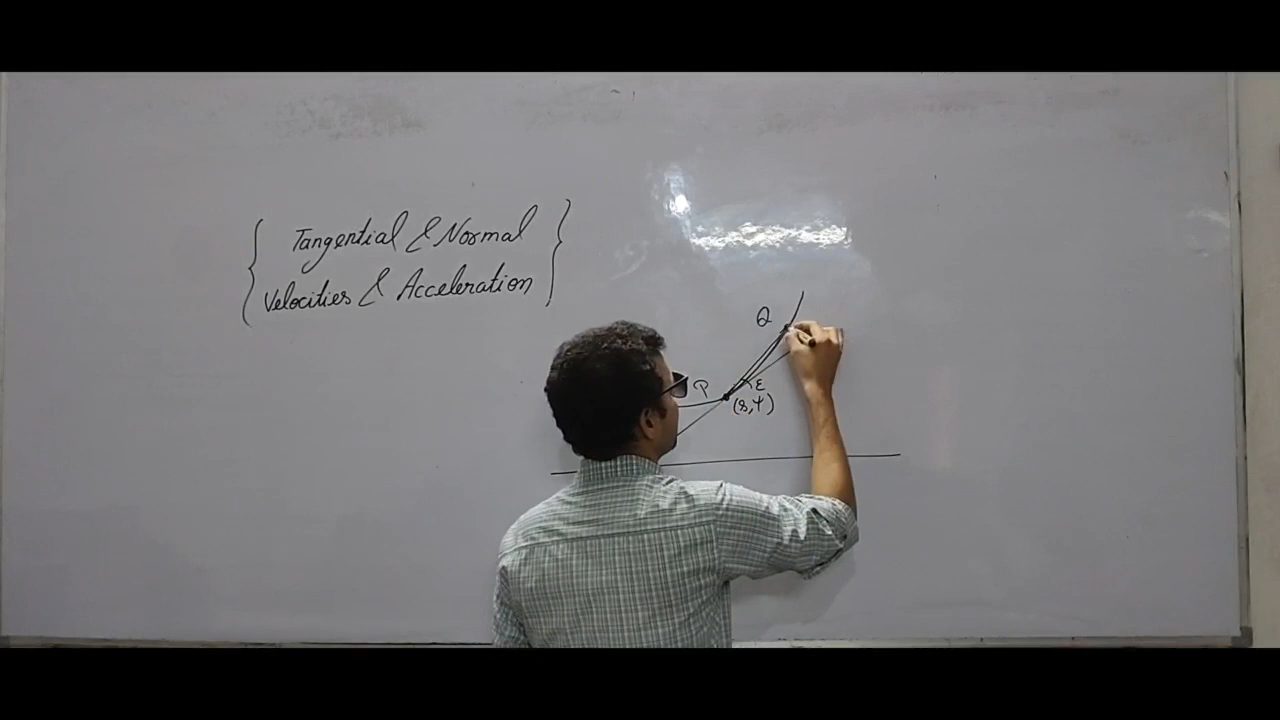 Tangential & Normal
Velocities & Acceleration
Q
P
ε
(s,ψ)